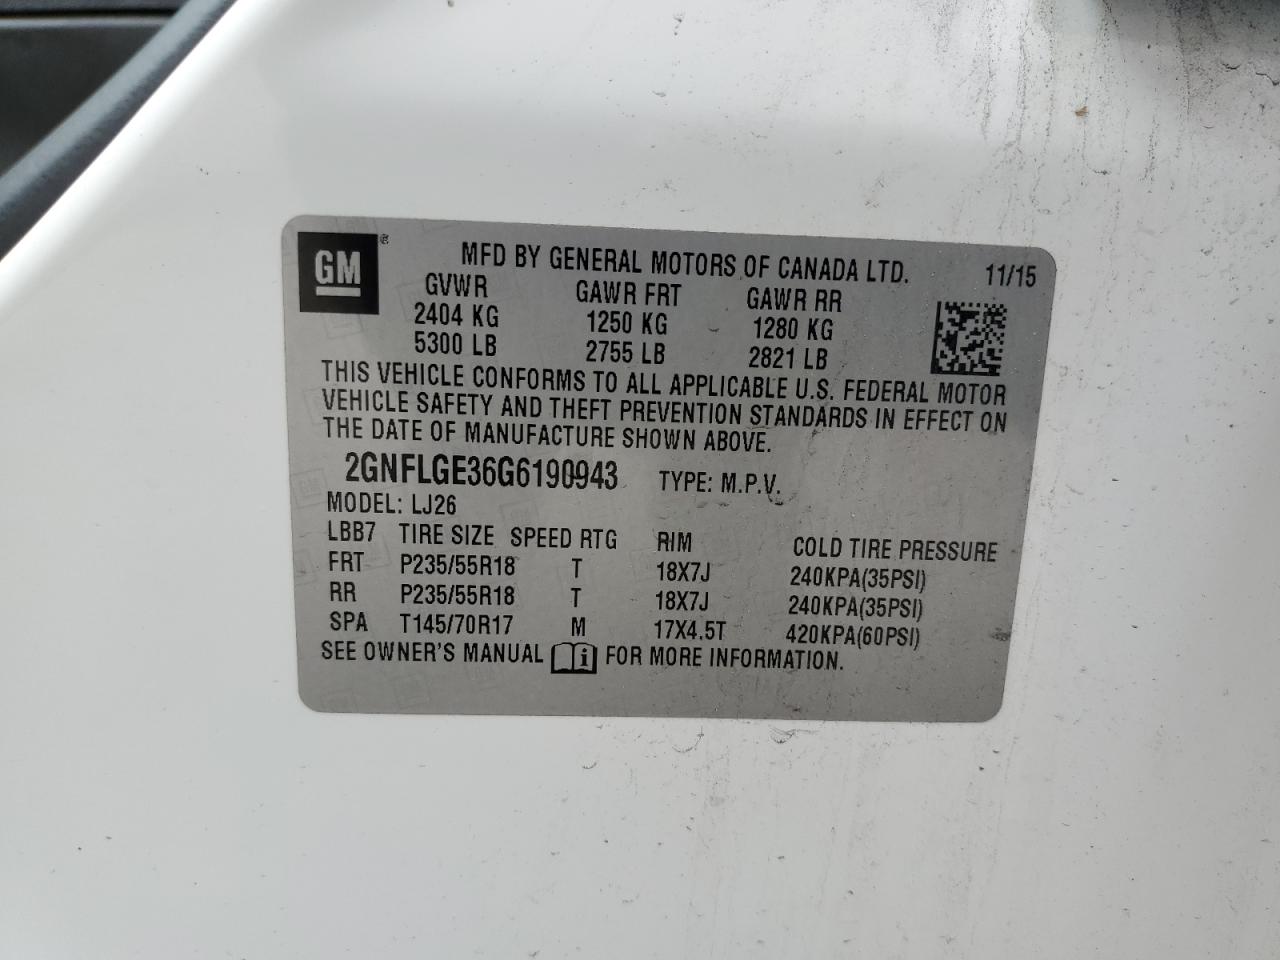 GM ® MFD BY GENERAL MOTORS OF CANADA LTD. 11/15
GVWR GAWR FRT GAWR RR
2404 KG 1250 KG 1280 KG
5300 LB 2755 LB 2821 LB
THIS VEHICLE CONFORMS TO ALL APPLICABLE U.S. FEDERAL MOTOR
VEHICLE SAFETY AND THEFT PREVENTION STANDARDS IN EFFECT ON
THE DATE OF MANUFACTURE SHOWN ABOVE.
2GNFLGE36G6190943 TYPE: M.P.V.
MODEL: LJ26
LBB7 TIRE SIZE SPEED RTG RIM COLD TIRE PRESSURE
FRT P235/55R18 T 18X7J 240KPA(35PSI)
RR P235/55R18 T 18X7J 240KPA(35PSI)
SPA T145/70R17 M 17X4.5T 420KPA(60PSI)
SEE OWNER'S MANUAL i FOR MORE INFORMATION.